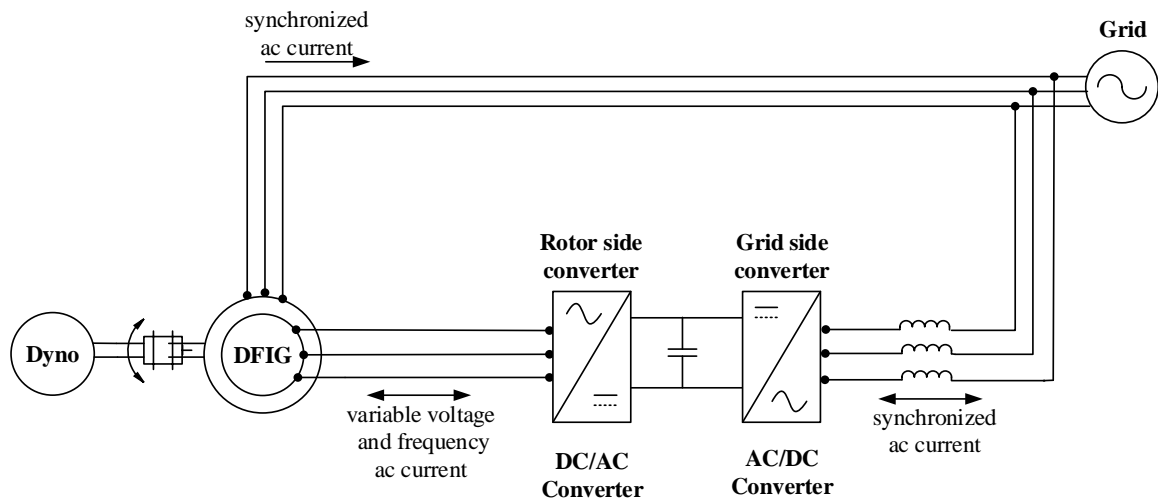 synchronized
ac current
Grid
Rotor side
converter
Grid side
converter
Dyno
DFIG
variable voltage
and frequency
ac current
synchronized
ac current
DC/AC
Converter
AC/DC
Converter